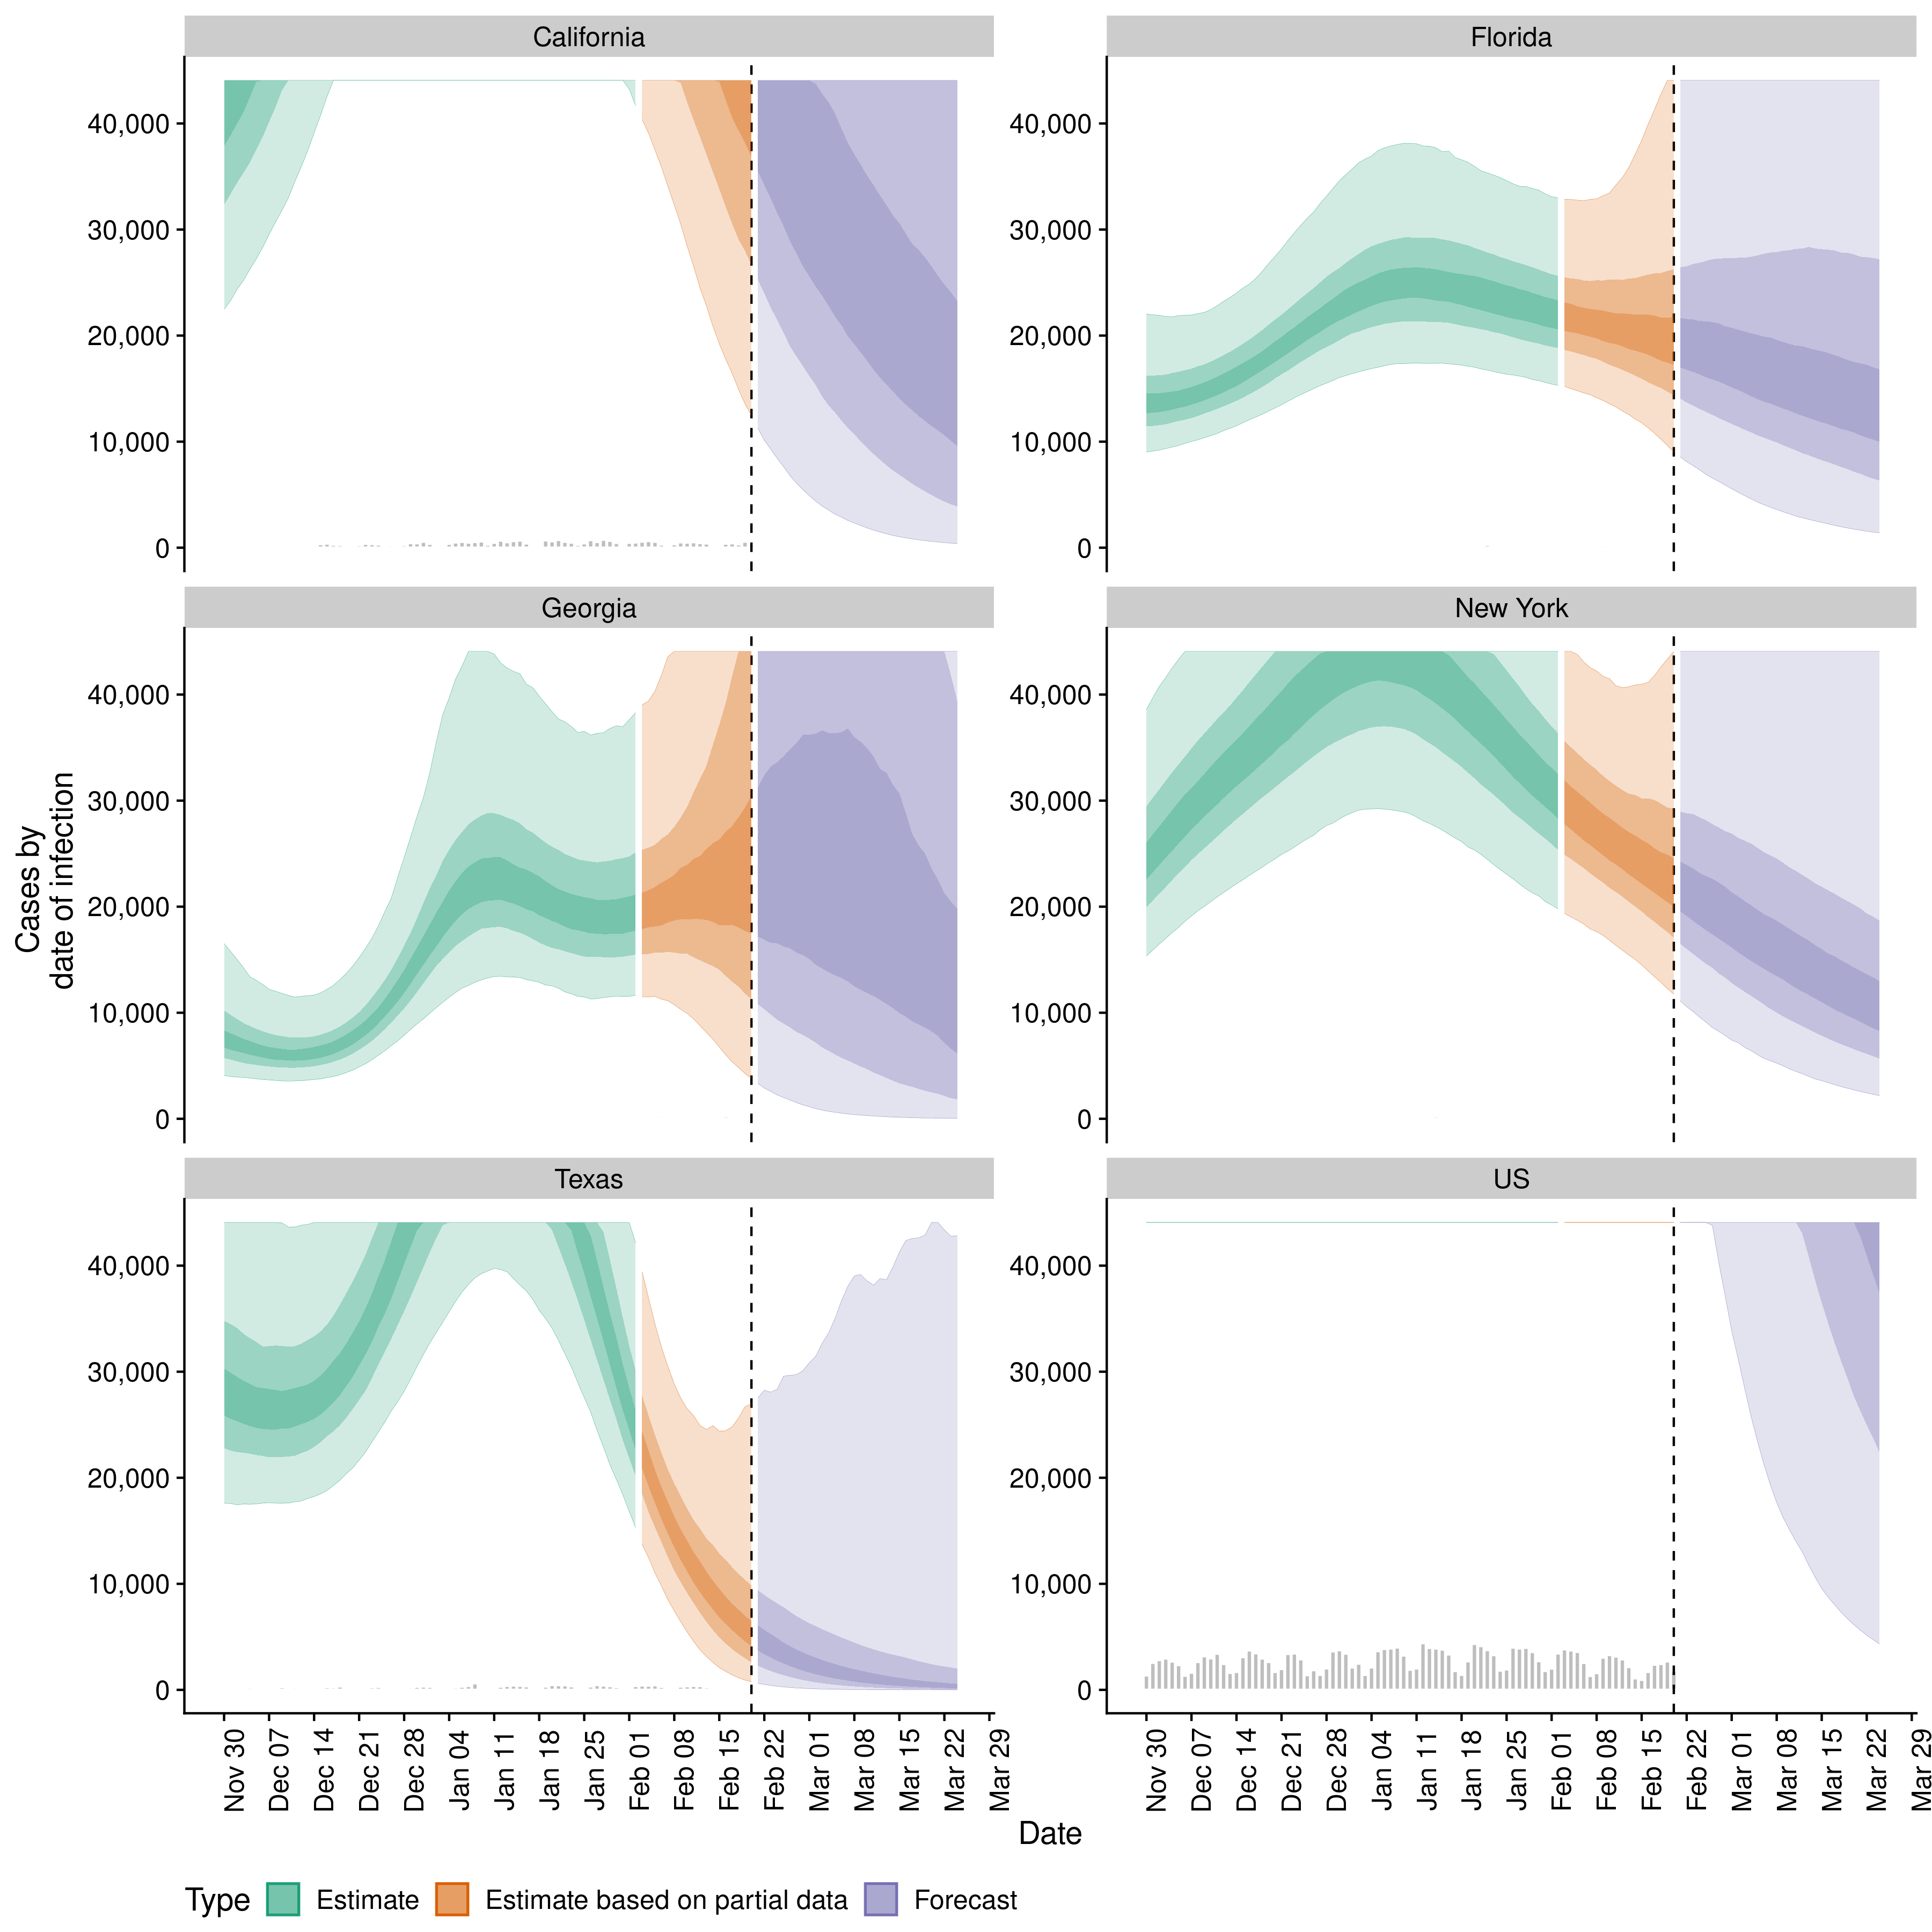 California
Florida
40,000
30,000
20,000
10,000
0
40,000
30,000
20,000
10,000
0
Georgia
New York
40,000
30,000
20,000
10,000
0
40,000
30,000
20,000
10,000
0
Cases by
date of infection
Texas
US
40,000
30,000
20,000
10,000
0
40,000
30,000
20,000
10,000
0
Nov 30 Dec 07 Dec 14 Dec 21 Dec 28 Jan 04 Jan 11 Jan 18 Jan 25 Feb 01 Feb 08 Feb 15 Feb 22 Mar 01 Mar 08 Mar 15 Mar 22 Mar 29
Nov 30 Dec 07 Dec 14 Dec 21 Dec 28 Jan 04 Jan 11 Jan 18 Jan 25 Feb 01 Feb 08 Feb 15 Feb 22 Mar 01 Mar 08 Mar 15 Mar 22 Mar 29
Date
Type Estimate Estimate based on partial data Forecast